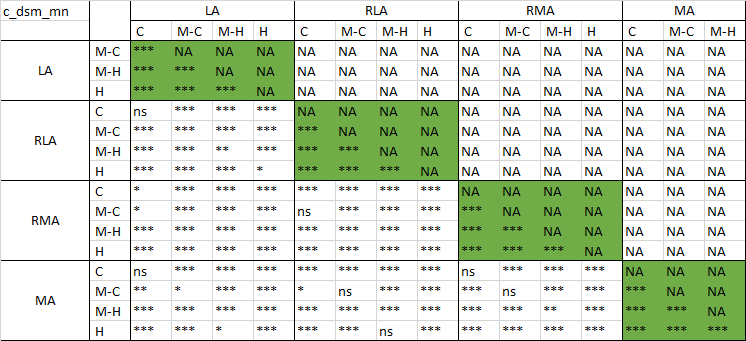 c_dsm_mn LA RLA RMA MA
C M-C M-H H C M-C M-H H C M-C M-H H C M-C M-H
LA M-C *** NA NA NA NA NA NA NA NA NA NA NA NA NA NA
M-H *** *** NA NA NA NA NA NA NA NA NA NA NA NA NA
H *** *** *** NA NA NA NA NA NA NA NA NA NA NA NA
RLA C ns *** *** *** NA NA NA NA NA NA NA NA NA NA NA
M-C *** *** *** *** *** NA NA NA NA NA NA NA NA NA NA
M-H *** *** ** *** *** *** NA NA NA NA NA NA NA NA NA
H *** *** *** * *** *** *** NA NA NA NA NA NA NA NA
RMA C * *** *** *** *** *** *** *** NA NA NA NA NA NA NA
M-C * *** *** *** ns *** *** *** *** NA NA NA NA NA NA
M-H *** *** *** *** *** *** *** *** *** *** NA NA NA NA NA
H *** *** *** *** *** *** *** *** *** *** *** NA NA NA NA
MA C ns *** *** *** *** *** *** *** ns *** *** *** NA NA NA
M-C ** * *** *** * ns *** *** *** ns *** *** *** NA NA
M-H *** *** *** *** *** *** *** *** *** *** ** *** *** *** NA
H *** *** * *** *** *** ns *** *** *** *** *** *** *** ***